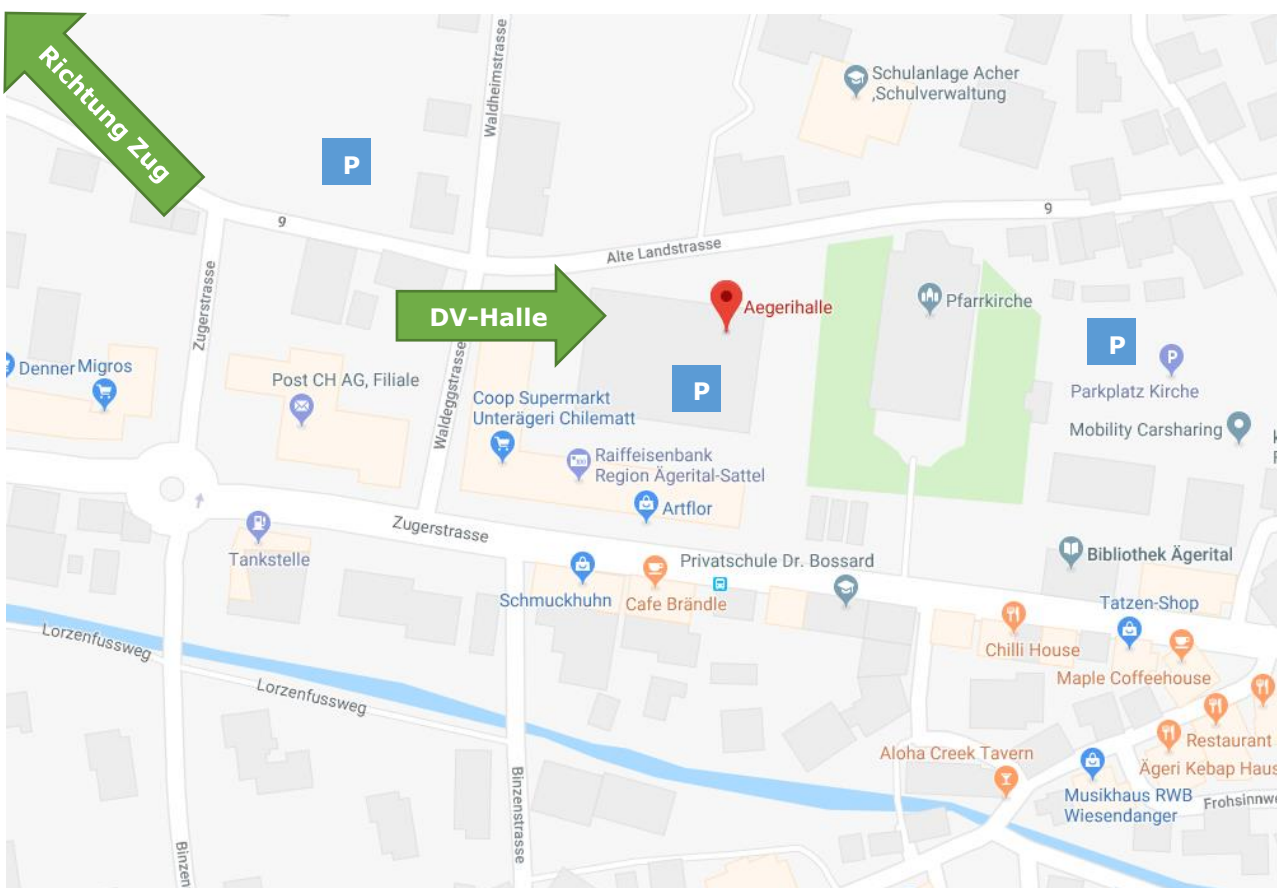 Richtung Zug
Waldheimstrasse
Schulanlage Acher
,Schulverwaltung
P
9
9
Alte Landstrasse
Zugerstrasse
DV-Halle
Aegerihalle
Pfarrkirche
P
P
Parkplatz Kirche
Denner
Migros
Post CH AG, Filiale
Waldeggstrasse
Coop Supermarkt
Unterägeri Chilematt
P
Mobility Carsharing
Raiffeisenbank
Region Ägerital-Sattel
Artflor
Zugerstrasse
Tankstelle
Privatschule Dr. Bossard
Bibliothek Ägerital
Schmuckhuhn
Cafe Brändle
Tatzen-Shop
Chilli House
Maple Coffeehouse
Lorzenfussweg
Lorzenfussweg
Restaurant
Aloha Creek Tavern
Ägeri Kebap Haus
Musikhaus RWB
Wiesendanger
Frohsinnw
Binzenstrasse
Binzen